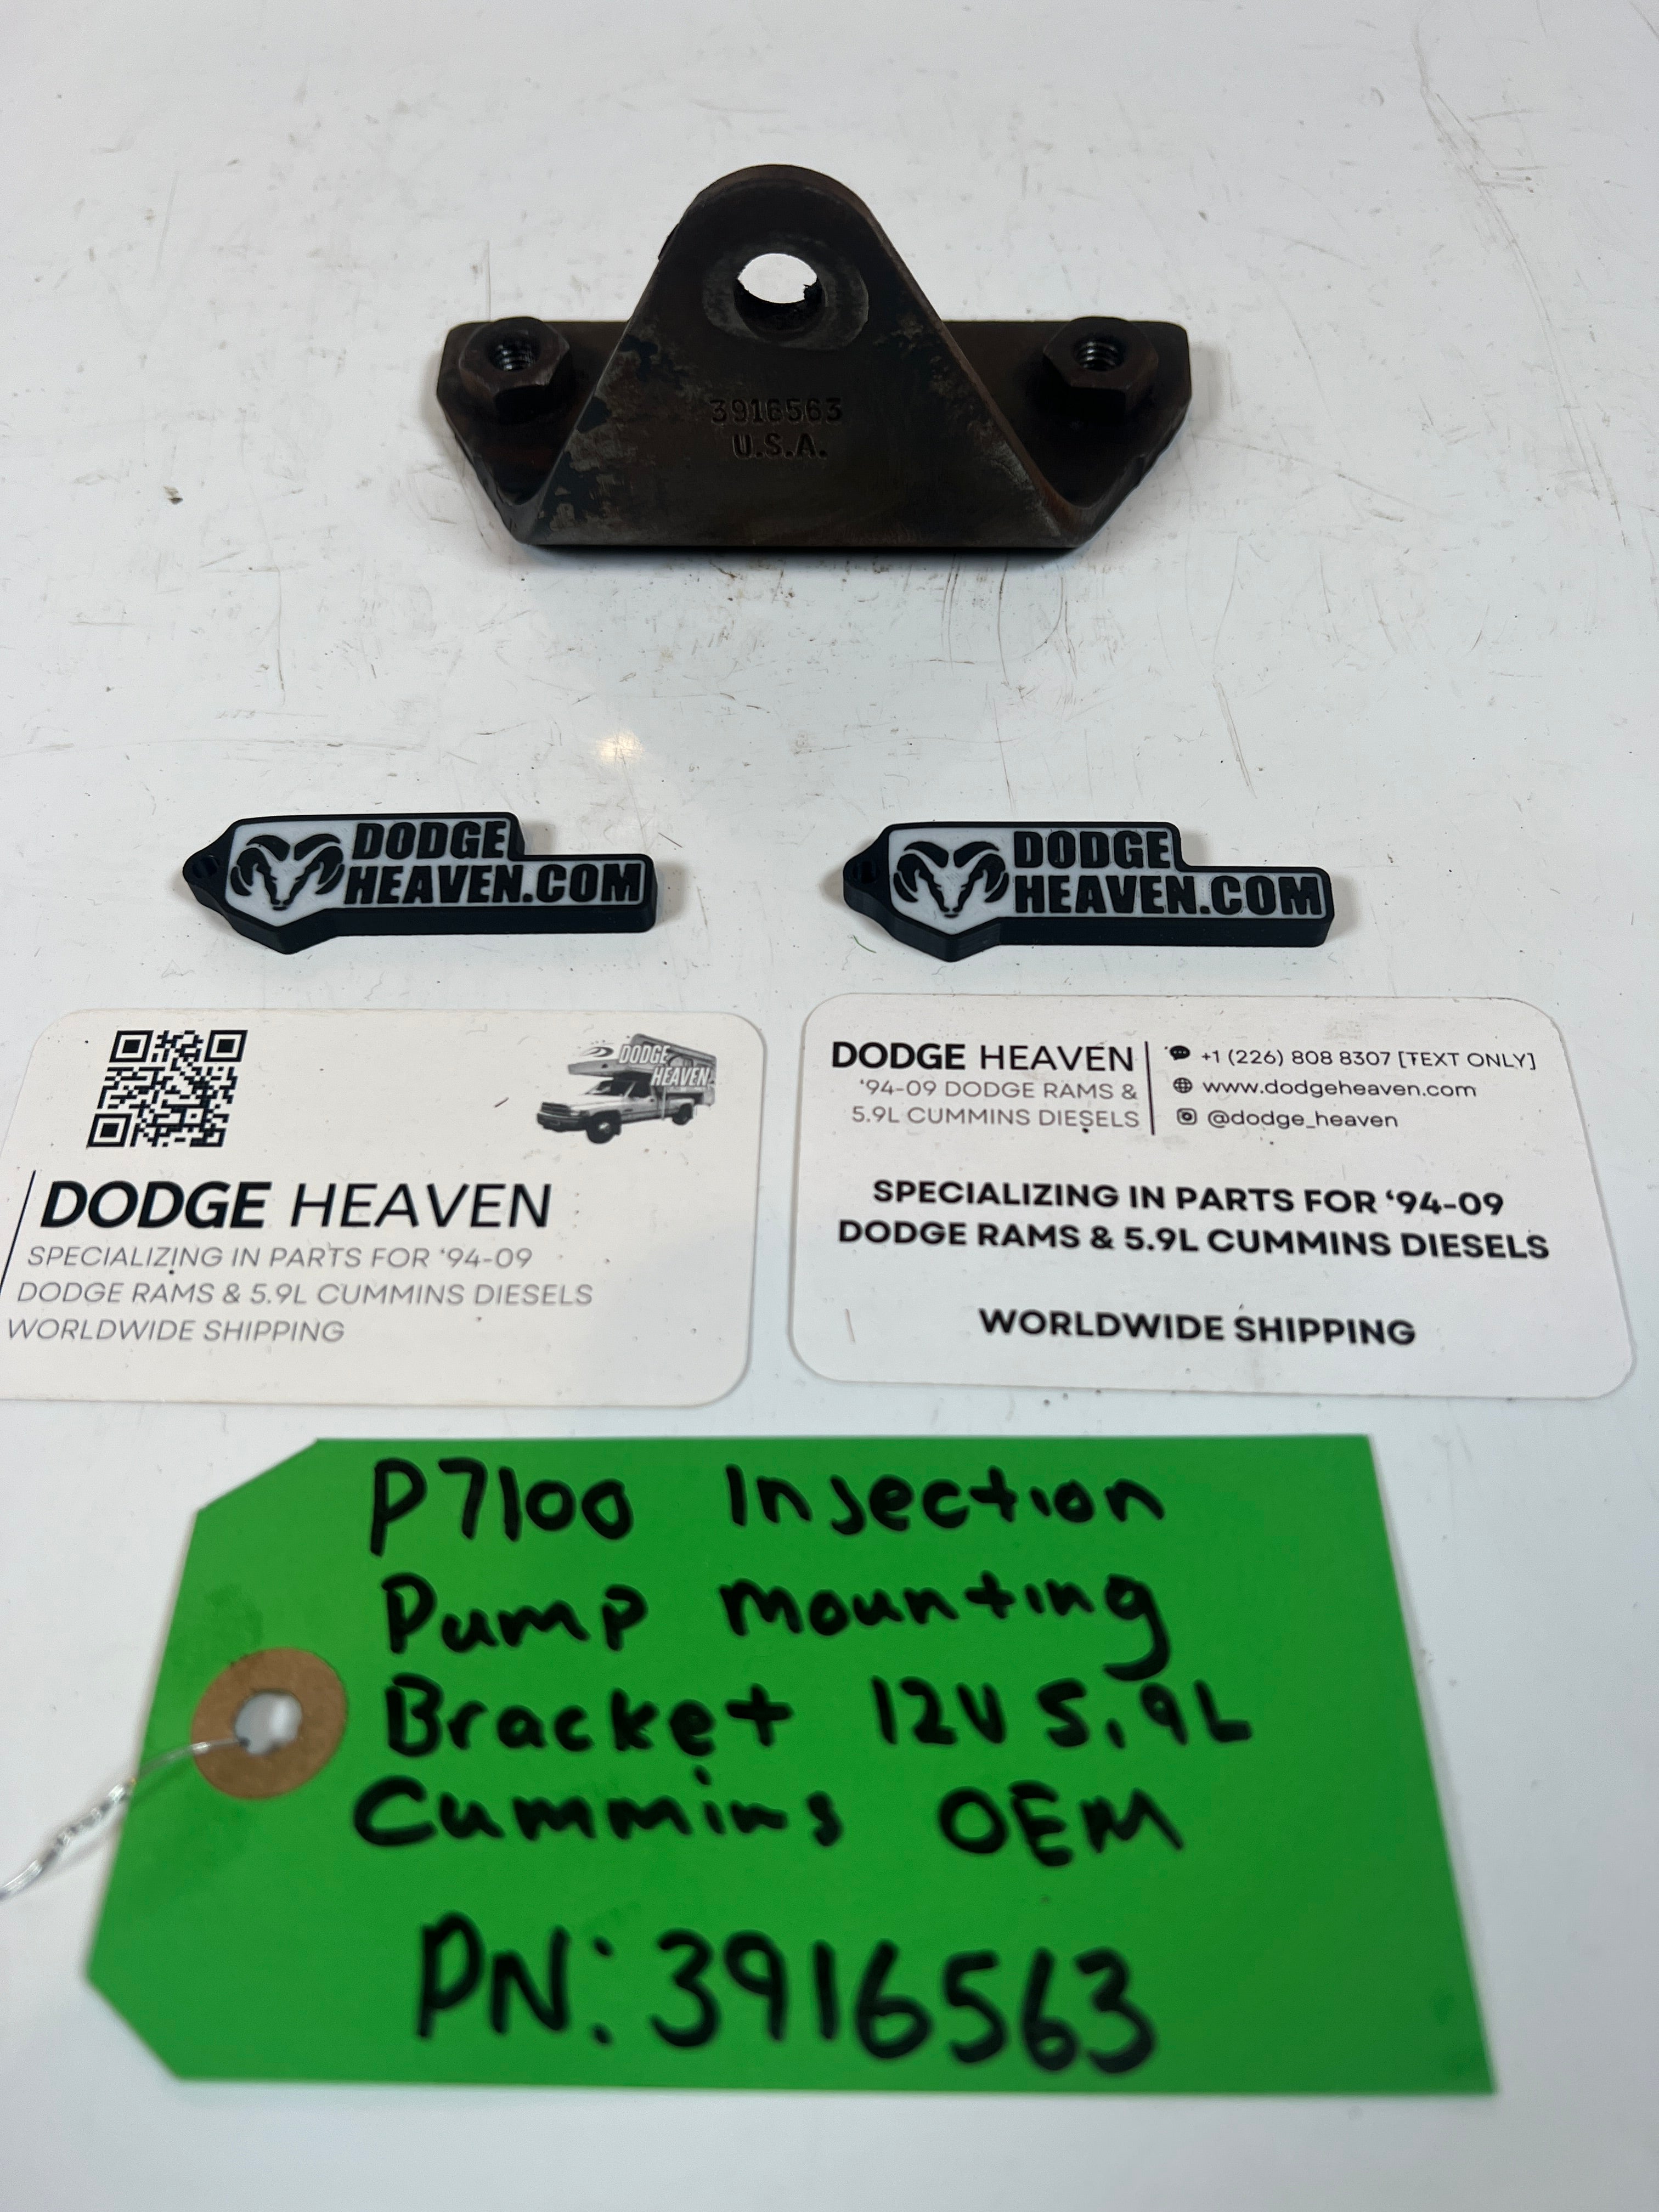 3916563
U.S.A.
DODGE
HEAVEN.COM
DODGE
HEAVEN.COM
DODGE
HEAVEN
DODGE HEAVEN
SPECIALIZING IN PARTS FOR ‘94-09
DODGE RAMS & 5.9L CUMMINS DIESELS
WORLDWIDE SHIPPING
DODGE HEAVEN
‘94-09 DODGE RAMS &
5.9L CUMMINS DIESELS
+1 (226) 808 8307 [TEXT ONLY]
www.dodgeheaven.com
@dodge_heaven
SPECIALIZING IN PARTS FOR ‘94-09
DODGE RAMS & 5.9L CUMMINS DIESELS
WORLDWIDE SHIPPING
P7100 Injection
Pump mounting
Bracket 12V 5.9L
Cummins OEM
PN: 3916563